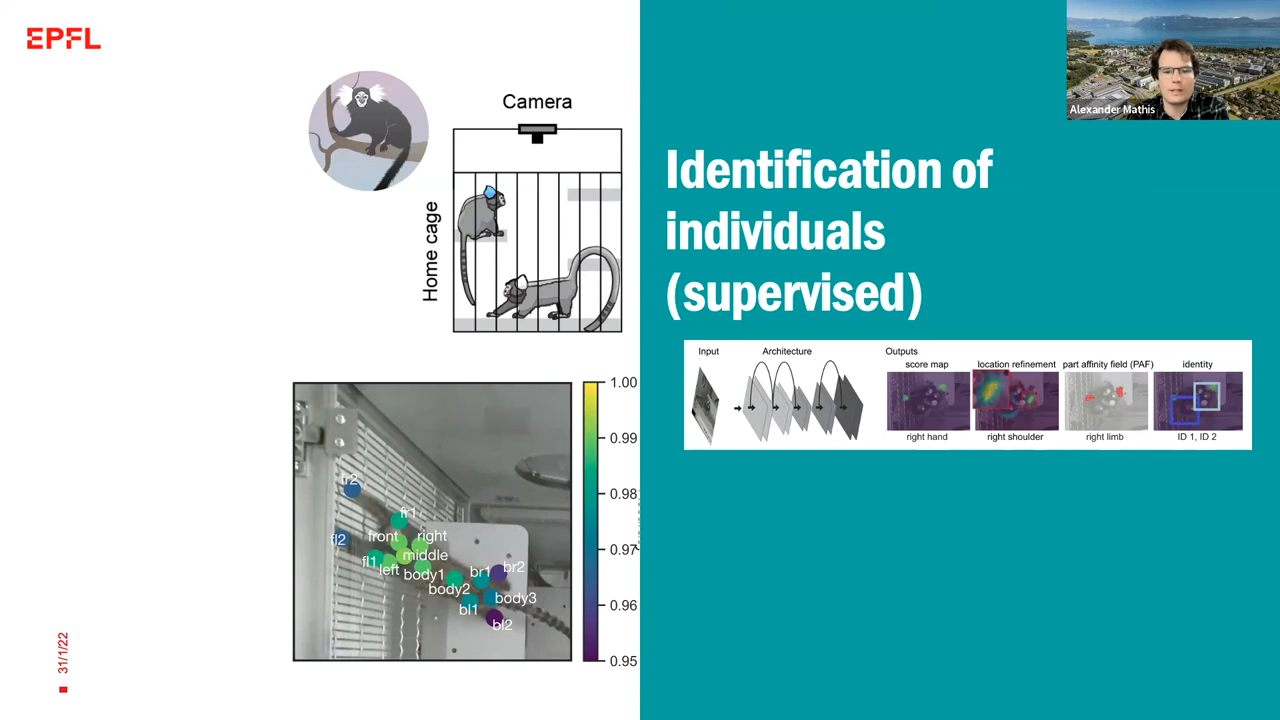 EPFL
Alexander Mathis
Camera
Home cage
Identification of
individuals
(supervised)
Input
Architecture
Outputs
score map
location refinement
part affinity field (PAF)
identity
right hand
right shoulder
right limb
ID 1, ID 2
1.00
0.99
0.98
0.97
0.96
0.95
fr2
fr1
front
right
fl2
middle
fl1
left
body1
br1
br2
body2
body3
bl1
bl2
31/1/22